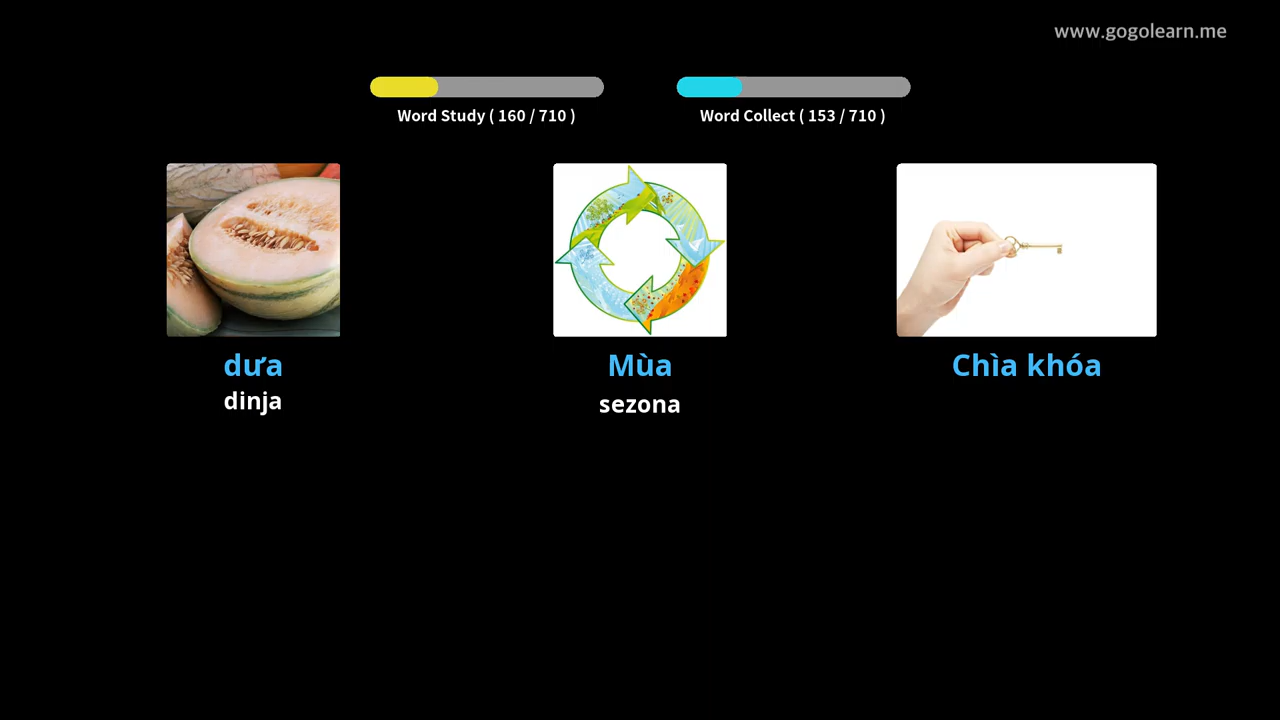 www.gogolearn.me
Word Study ( 160 / 710 )
Word Collect ( 153 / 710 )
dưa
dinja
Mùa
sezona
Chìa khóa